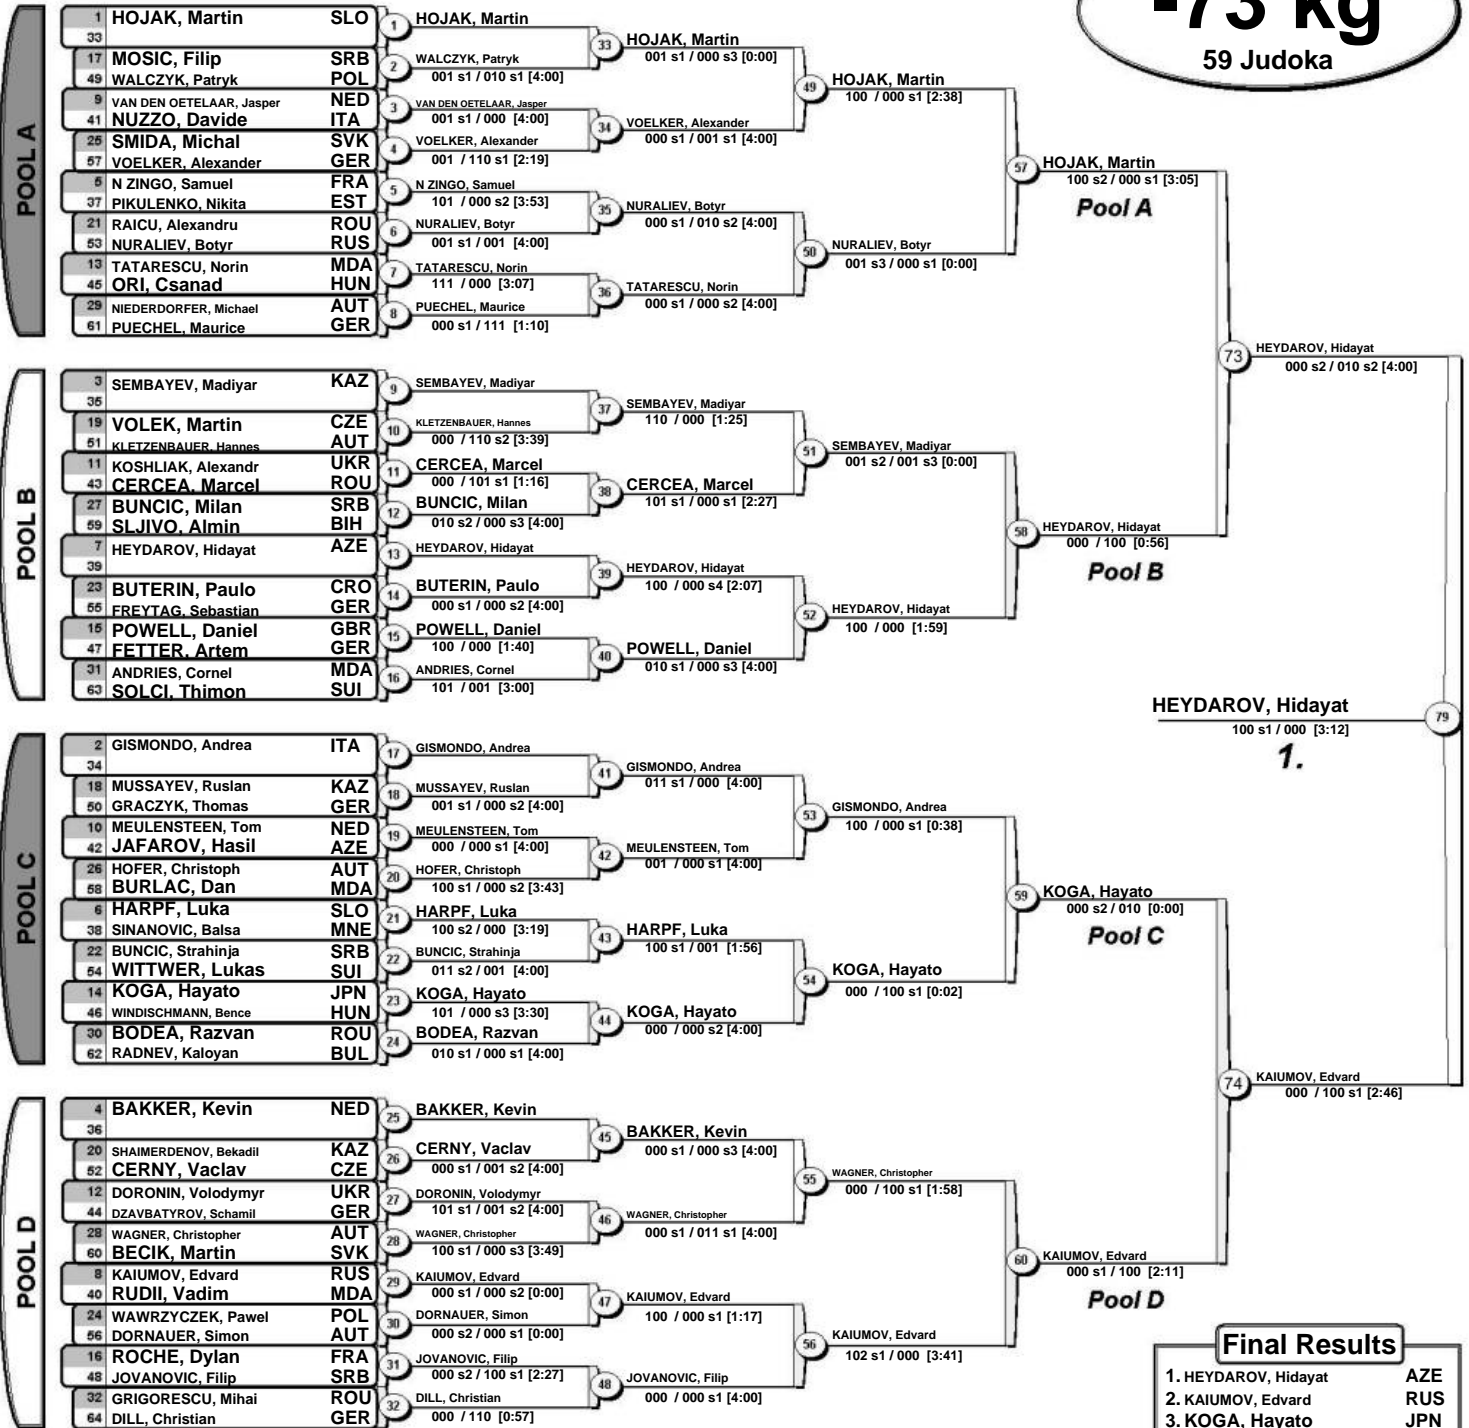 -73 kg
59 Judoka
POOL A
1 HOJAK, Martin SLO
33
17 MOSIC, Filip SRB
49 WALCZYK, Patryk POL
9 VAN DEN OETELAAR, Jasper NED
41 NUZZO, Davide ITA
25 SMIDA, Michal SVK
57 VOELKER, Alexander GER
5 N ZINGO, Samuel FRA
37 PIKULENKO, Nikita EST
21 RAICU, Alexandru ROU
53 NURALIEV, Botyr RUS
13 TATARESCU, Norin MDA
45 ORI, Csanad HUN
29 NIEDERDORFER, Michael AUT
61 PUECHEL, Maurice GER
1 HOJAK, Martin
2 WALCZYK, Patryk
001 s1 / 010 s1 [4:00]
3 VAN DEN OETELAAR, Jasper
001 s1 / 000 [4:00]
4 VOELKER, Alexander
001 / 110 s1 [2:19]
5 N ZINGO, Samuel
101 / 000 s2 [3:53]
6 NURALIEV, Botyr
001 s1 / 001 [4:00]
7 TATARESCU, Norin
111 / 000 [3:07]
8 PUECHEL, Maurice
000 s1 / 111 [1:10]
33 HOJAK, Martin
001 s1 / 000 s3 [0:00]
34 VOELKER, Alexander
000 s1 / 001 s1 [4:00]
35 NURALIEV, Botyr
000 s1 / 010 s2 [4:00]
36 TATARESCU, Norin
000 s1 / 000 s2 [4:00]
49 HOJAK, Martin
100 / 000 s1 [2:38]
50 NURALIEV, Botyr
001 s3 / 000 s1 [0:00]
57 HOJAK, Martin
100 s2 / 000 s1 [3:05]
Pool A
POOL B
3 SEMBAYEV, Madiyar KAZ
35
19 VOLEK, Martin CZE
51 KLETZENBAUER, Hannes AUT
11 KOSHLIAK, Alexandr UKR
43 CERCEA, Marcel ROU
27 BUNCIC, Milan SRB
59 SLJIVO, Almin BIH
7 HEYDAROV, Hidayat AZE
39
23 BUTERIN, Paulo CRO
55 FREYTAG, Sebastian GER
15 POWELL, Daniel GBR
47 FETTER, Artem GER
31 ANDRIES, Cornel MDA
63 SOLCI, Thimon SUI
9 SEMBAYEV, Madiyar
10 KLETZENBAUER, Hannes
000 / 110 s2 [3:39]
11 CERCEA, Marcel
000 / 101 s1 [1:16]
12 BUNCIC, Milan
010 s2 / 000 s3 [4:00]
13 HEYDAROV, Hidayat
14 BUTERIN, Paulo
000 s1 / 000 s2 [4:00]
15 POWELL, Daniel
100 / 000 [1:40]
16 ANDRIES, Cornel
101 / 001 [3:00]
37 SEMBAYEV, Madiyar
110 / 000 [1:25]
38 CERCEA, Marcel
101 s1 / 000 s1 [2:27]
39 HEYDAROV, Hidayat
100 / 000 s4 [2:07]
40 POWELL, Daniel
010 s1 / 000 s3 [4:00]
51 SEMBAYEV, Madiyar
001 s2 / 001 s3 [0:00]
52 HEYDAROV, Hidayat
100 / 000 [1:59]
58 HEYDAROV, Hidayat
000 / 100 [0:56]
Pool B
73 HEYDAROV, Hidayat
000 s2 / 010 s2 [4:00]
HEYDAROV, Hidayat 79
100 s1 / 000 [3:12]
1.
POOL C
2 GISMONDO, Andrea ITA
34
18 MUSSAYEV, Ruslan KAZ
50 GRACZYK, Thomas GER
10 MEULENSTEEN, Tom NED
42 JAFAROV, Hasil AZE
26 HOFER, Christoph AUT
58 BURLAC, Dan MDA
6 HARPF, Luka SLO
38 SINANOVIC, Balsa MNE
22 BUNCIC, Strahinja SRB
54 WITTWER, Lukas SUI
14 KOGA, Hayato JPN
46 WINDISCHMANN, Bence HUN
30 BODEA, Razvan ROU
62 RADNEV, Kaloyan BUL
17 GISMONDO, Andrea
18 MUSSAYEV, Ruslan
001 s1 / 000 s2 [4:00]
19 MEULENSTEEN, Tom
000 / 000 s1 [4:00]
20 HOFER, Christoph
100 s1 / 000 s2 [3:43]
21 HARPF, Luka
100 s2 / 000 [3:19]
22 BUNCIC, Strahinja
011 s2 / 001 [4:00]
23 KOGA, Hayato
101 / 000 s3 [3:30]
24 BODEA, Razvan
010 s1 / 000 s1 [4:00]
41 GISMONDO, Andrea
011 s1 / 000 [4:00]
42 MEULENSTEEN, Tom
001 / 000 s1 [4:00]
43 HARPF, Luka
100 s1 / 001 [1:56]
44 KOGA, Hayato
000 / 000 s2 [4:00]
53 GISMONDO, Andrea
100 / 000 s1 [0:38]
54 KOGA, Hayato
000 / 100 s1 [0:02]
59 KOGA, Hayato
000 s2 / 010 [0:00]
Pool C
74 KAIUMOV, Edvard
000 / 100 s1 [2:46]
POOL D
4 BAKKER, Kevin NED
36
20 SHAIMERDENOV, Bekadil KAZ
52 CERNY, Vaclav CZE
12 DORONIN, Volodymyr UKR
44 DZAVBATYROV, Schamil GER
28 WAGNER, Christopher AUT
60 BECIK, Martin SVK
8 KAIUMOV, Edvard RUS
40 RUDII, Vadim MDA
24 WAWRZYCZEK, Pawel POL
56 DORNAUER, Simon AUT
16 ROCHE, Dylan FRA
48 JOVANOVIC, Filip SRB
32 GRIGORESCU, Mihai ROU
64 DILL, Christian GER
25 BAKKER, Kevin
26 CERNY, Vaclav
000 s1 / 001 s2 [4:00]
27 DORONIN, Volodymyr
101 s1 / 001 s2 [4:00]
28 WAGNER, Christopher
100 s1 / 000 s3 [3:49]
29 KAIUMOV, Edvard
000 s1 / 000 s2 [0:00]
30 DORNAUER, Simon
000 s2 / 000 s1 [0:00]
31 JOVANOVIC, Filip
000 s2 / 100 s1 [2:27]
32 DILL, Christian
000 / 110 [0:57]
45 BAKKER, Kevin
000 s1 / 000 s3 [4:00]
46 WAGNER, Christopher
000 s1 / 011 s1 [4:00]
47 KAIUMOV, Edvard
100 / 000 s1 [1:17]
48 JOVANOVIC, Filip
000 / 000 s1 [4:00]
55 WAGNER, Christopher
000 / 100 s1 [1:58]
56 KAIUMOV, Edvard
102 s1 / 000 [3:41]
60 KAIUMOV, Edvard
000 s1 / 100 [2:11]
Pool D
Final Results
1. HEYDAROV, Hidayat AZE
2. KAIUMOV, Edvard RUS
3. KOGA, Hayato JPN